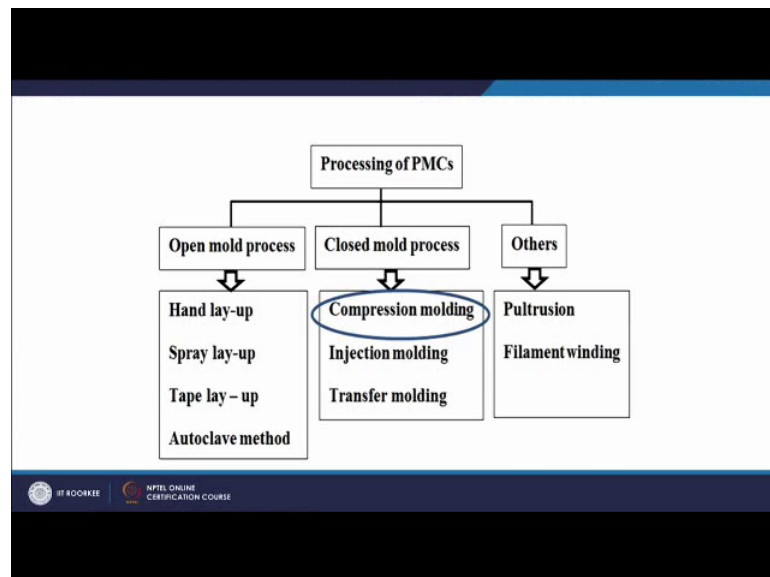 Processing of PMCs
Open mold process
Closed mold process
Others
Hand lay-up
Spray lay-up
Tape lay – up
Autoclave method
Compression molding
Injection molding
Transfer molding
Pultrusion
Filament winding
IIT ROORKEE
NPTEL ONLINE
CERTIFICATION COURSE